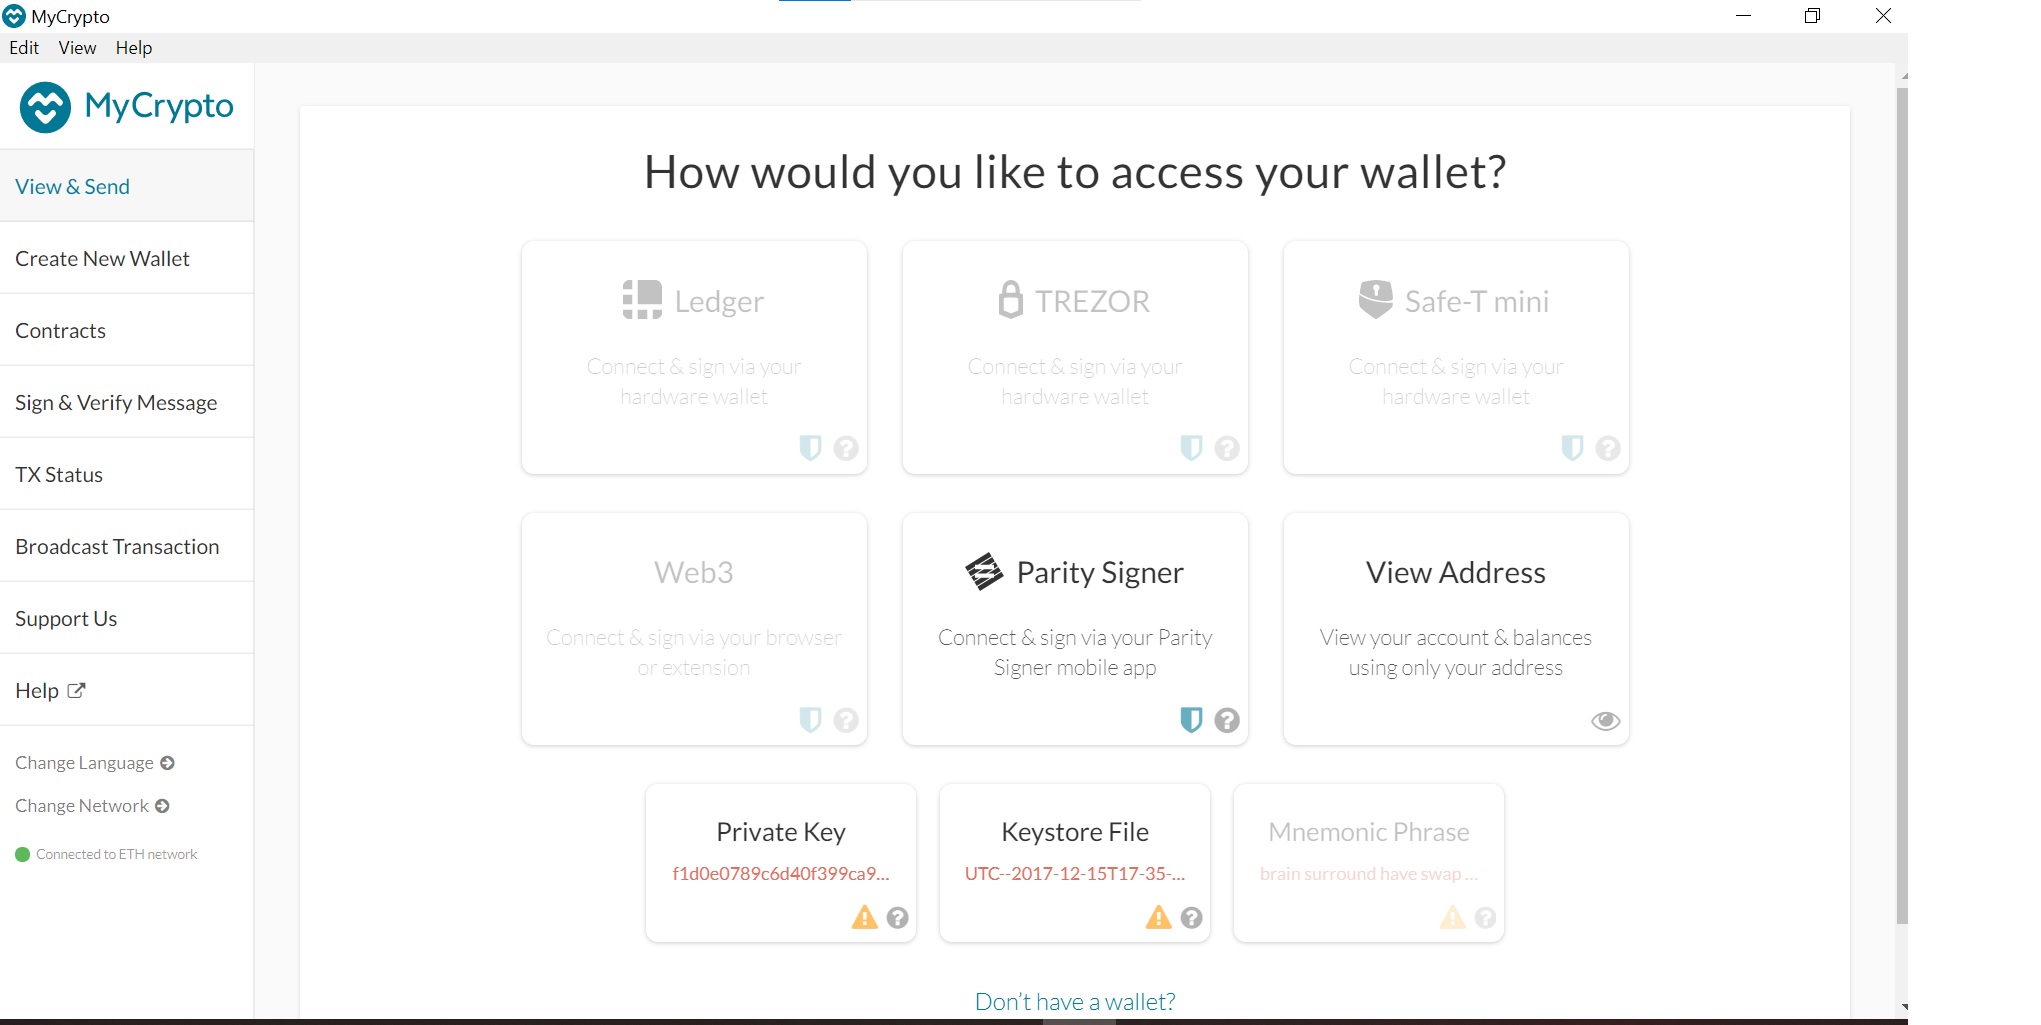 MyCrypto
Edit View Help
MyCrypto
View & Send
Create New Wallet
Contracts
Sign & Verify Message
TX Status
Broadcast Transaction
Support Us
Help
Change Language
Change Network
Connected to ETH network
How would you like to access your wallet?
Ledger
Connect & sign via your
hardware wallet
TREZOR
Connect & sign via your
hardware wallet
Safe-T mini
Connect & sign via your
hardware wallet
Web3
Connect & sign via your browser
or extension
Parity Signer
Connect & sign via your Parity
Signer mobile app
View Address
View your account & balances
using only your address
Private Key
f1d0e0789c6d40f399ca9...
Keystore File
UTC--2017-12-15T17-35-...
Mnemonic Phrase
brain surround have swap ...
Don't have a wallet?